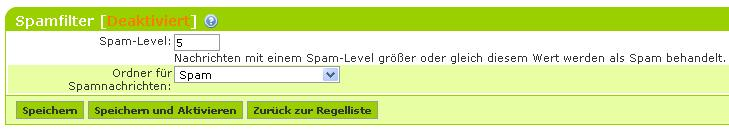 Spamfilter [Deaktiviert] ?
Spam-Level: 5
Nachrichten mit einem Spam-Level größer oder gleich diesem Wert werden als Spam behandelt.
Ordner für Spam
Spamnachrichten:
Speichern Speichern und Aktivieren Zurück zur Regelliste